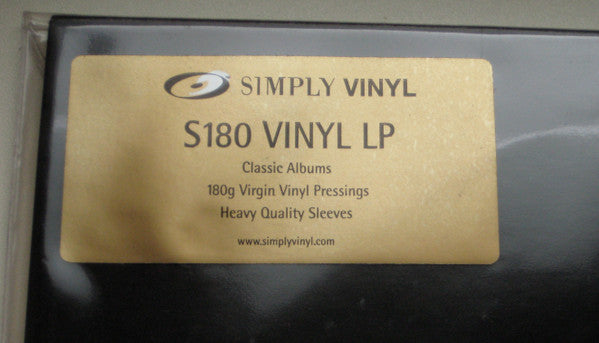 SIMPLY VINYL
S180 VINYL LP
Classic Albums
180g Virgin Vinyl Pressings
Heavy Quality Sleeves
www.simplyvinyl.com